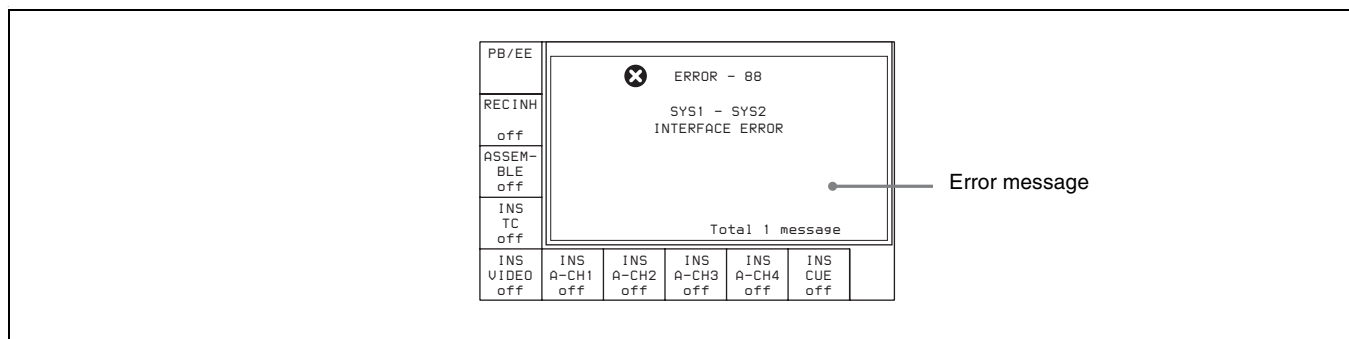 PB/EE
RECINH
off
ASSEM-
BLE
off
INS
TC
off
INS
VIDEO
off
INS
A-CH1
off
INS
A-CH2
off
INS
A-CH3
off
INS
A-CH4
off
INS
CUE
off
ERROR - 88
SYS1 - SYS2
INTERFACE ERROR
Total 1 message
Error message